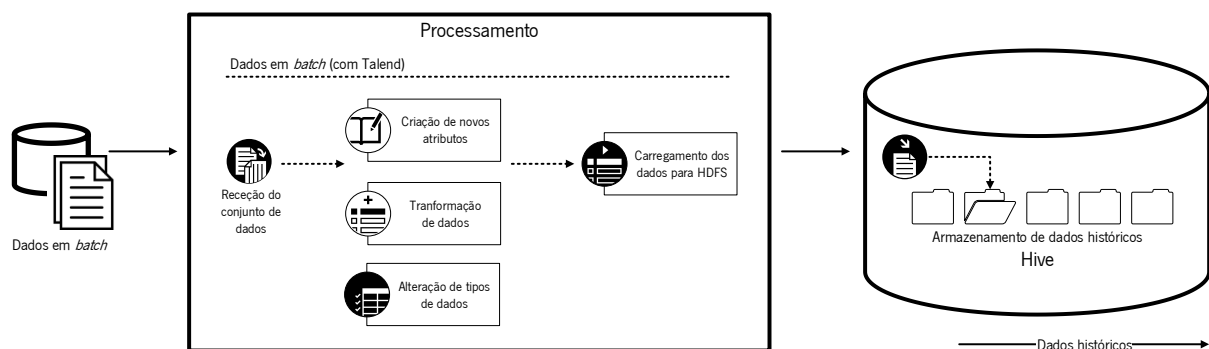 Processamento
Dados em batch (com Talend)
Criação de novos
atributos
Receção do
conjunto de
dados
Tranformação
de dados
Alteração de tipos
de dados
Carregamento dos
dados para HDFS
Dados em batch
Armazenamento de dados históricos
Hive
Dados históricos